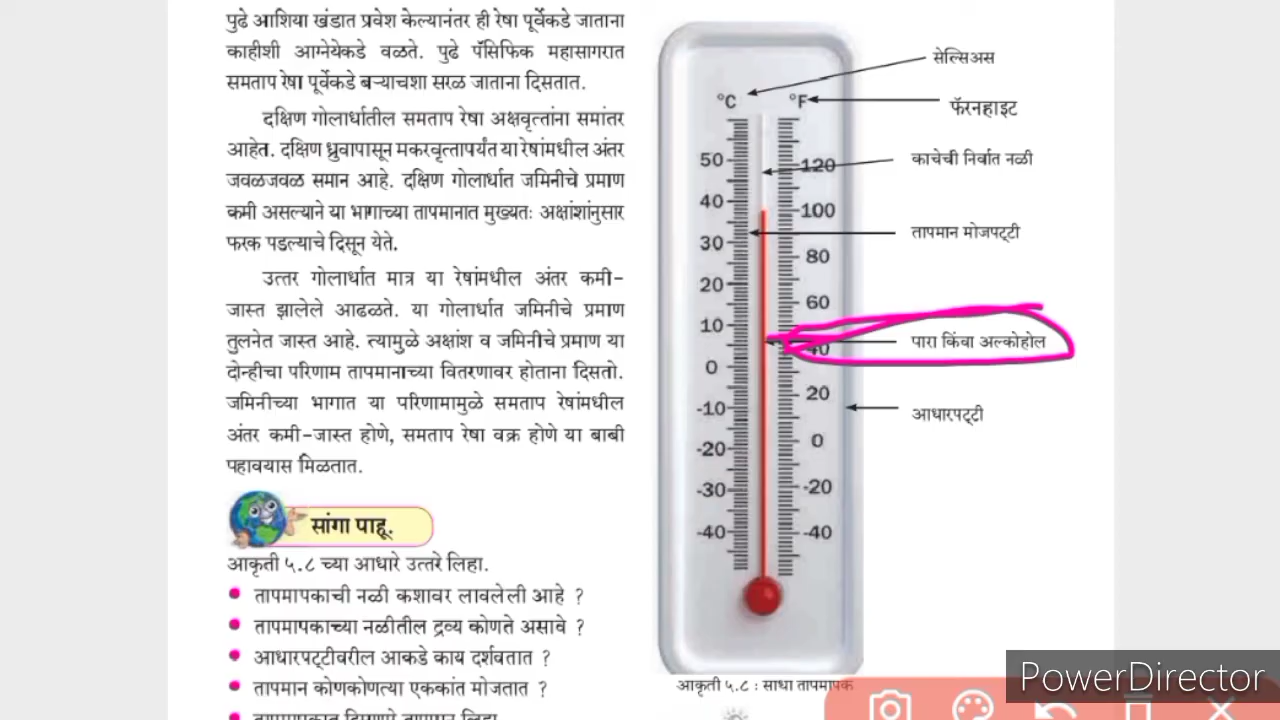 पुढे आशिया खंडात प्रवेश केल्यानंतर ही रेषा पूर्वेकडे जाताना
काहीशी आग्नेयेकडे वळते. पुढे पॅसिफिक महासागरात
समताप रेषा पूर्वेकडे बऱ्याचशा सरळ जाताना दिसतात.
दक्षिण गोलार्धातील समताप रेषा अक्षवृत्तांना समांतर
आहेत. दक्षिण ध्रुवापासून मकरवृत्तापर्यंत या रेषांमधील अंतर
जवळजवळ समान आहे. दक्षिण गोलार्धात जमिनीचे प्रमाण
कमी असल्याने या भागाच्या तापमानात मुख्यतः अक्षांशांनुसार
फरक पडल्याचे दिसून येते.
उत्तर गोलार्धात मात्र या रेषांमधील अंतर कमी-
जास्त झालेले आढळते. या गोलार्धात जमिनीचे प्रमाण
तुलनेत जास्त आहे. त्यामुळे अक्षांश व जमिनीचे प्रमाण या
दोन्हीचा परिणाम तापमानाच्या वितरणावर होताना दिसतो.
जमिनीच्या भागात या परिणामामुळे समताप रेषांमधील
अंतर कमी-जास्त होणे, समताप रेषा वक्र होणे या बाबी
पहावयास मिळतात.
सांगा पाहू.
आकृती ५.८ च्या आधारे उत्तरे लिहा.
तापमापकाची नळी कशावर लावलेली आहे ?
तापमापकाच्या नळीतील द्रव्य कोणते असावे ?
आधारपट्टीवरील आकडे काय दर्शवतात ?
तापमान कोणकोणत्या एककांत मोजतात ?
सेल्सिअस
°C °F
फॅरनहाइट
काचेची निर्वात नळी
50 120
40 100
तापमान मोजपट्टी
30 80
20 60
10 40
पारा किंवा अल्कोहोल
0 20
आधारपट्टी
-10 0
-20 -20
-30 -40
-40
आकृती ५.८ : साधा तापमापक
PowerDirector